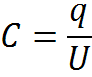 C = q/U